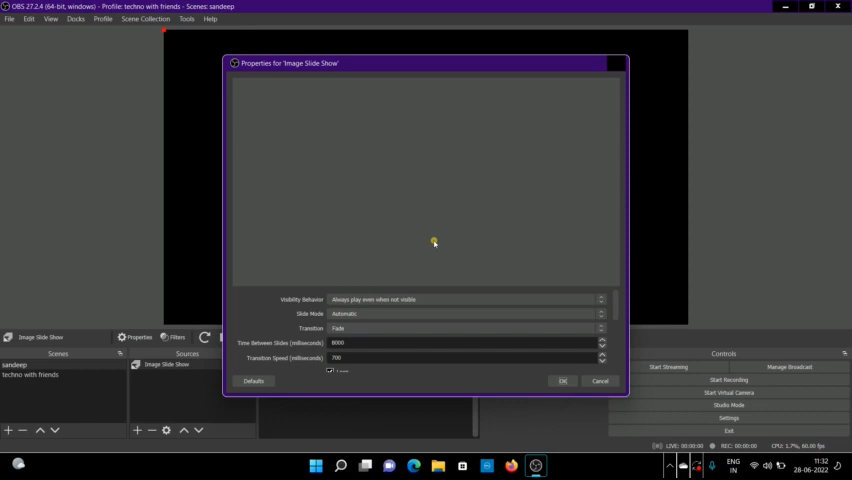 OBS 27.2.4 (64-bit, windows) - Profile: techno with friends - Scenes: sandeep
File Edit View Docks Profile Scene Collection Tools Help
Properties for 'Image Slide Show'
Visibility Behavior Always play even when not visible
Slide Mode Automatic
Transition Fade
Time Between Slides (milliseconds) 8000
Transition Speed (milliseconds) 700
Defaults OK Cancel
Image Slide Show Properties Filters
Scenes Sources Controls
sandeep
techno with friends
Image Slide Show
Start Streaming Manage Broadcast
Start Recording
Start Virtual Camera
Studio Mode
Settings
Exit
LIVE: 00:00:00 REC: 00:00:00 CPU: 1.7%, 60.00 fps
ENG
IN
11:32
28-06-2022